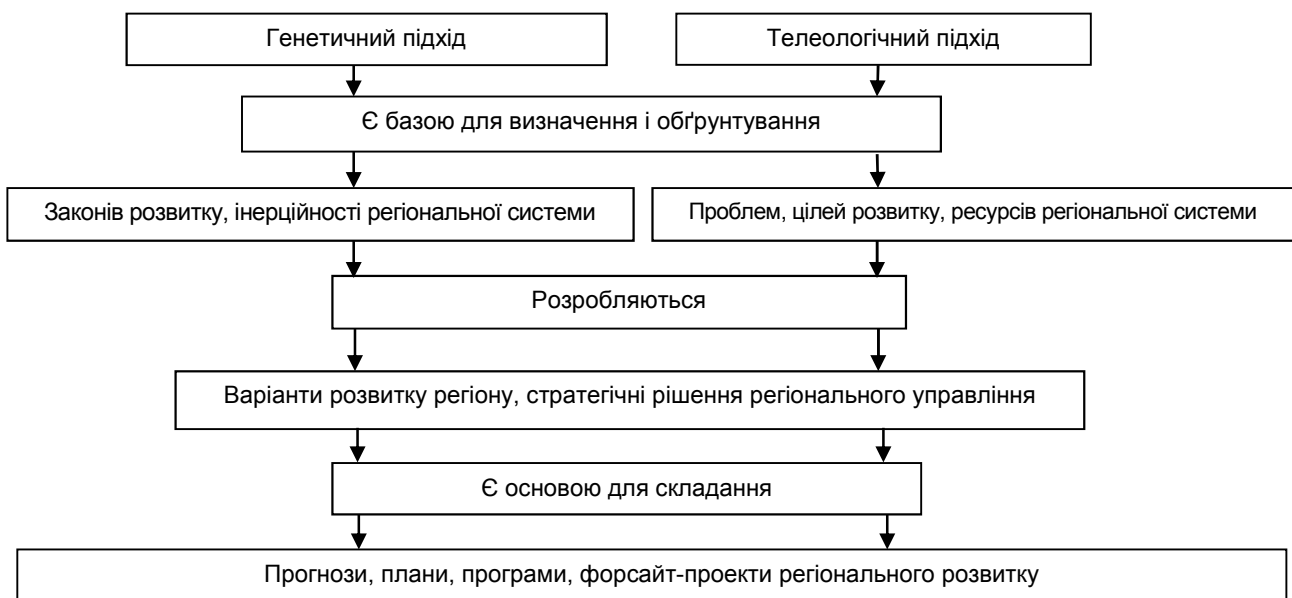 Генетичний підхід
Телеологічний підхід
Є базою для визначення і обґрунтування
Законів розвитку, інерційності регіональної системи
Проблем, цілей розвитку, ресурсів регіональної системи
Розробляються
Варіанти розвитку регіону, стратегічні рішення регіонального управління
Є основою для складання
Прогнози, плани, програми, форсайт-проекти регіонального розвитку